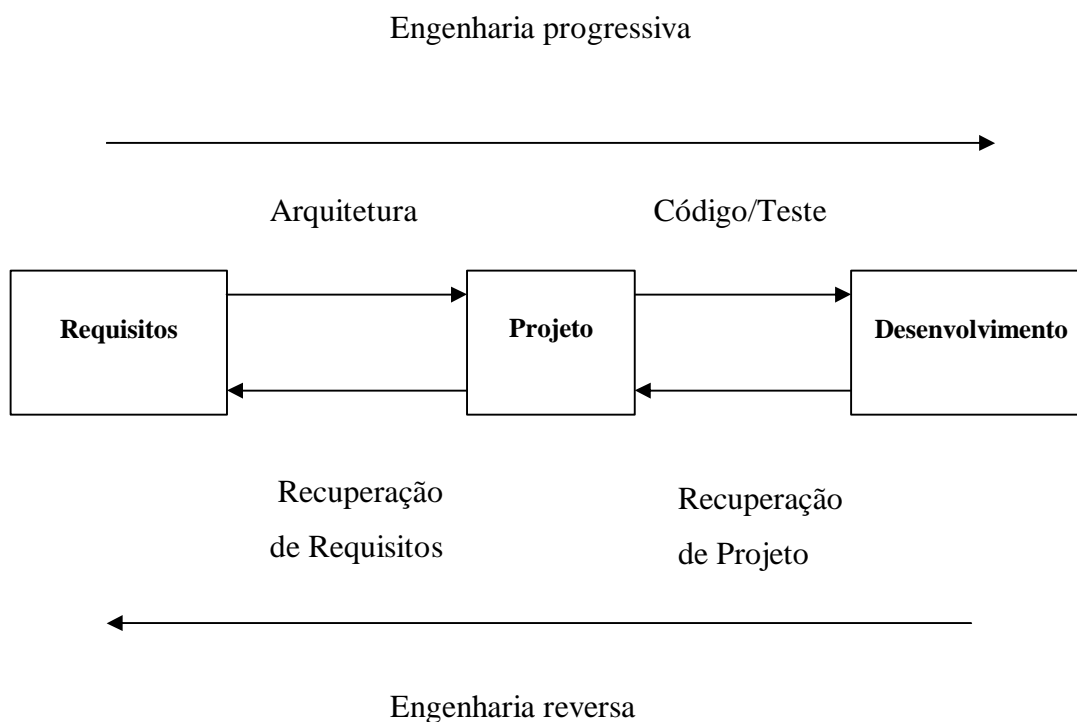 Engenharia progressiva
Arquitetura
Código/Teste
Requisitos
Projeto
Desenvolvimento
Recuperação
de Requisitos
Recuperação
de Projeto
Engenharia reversa